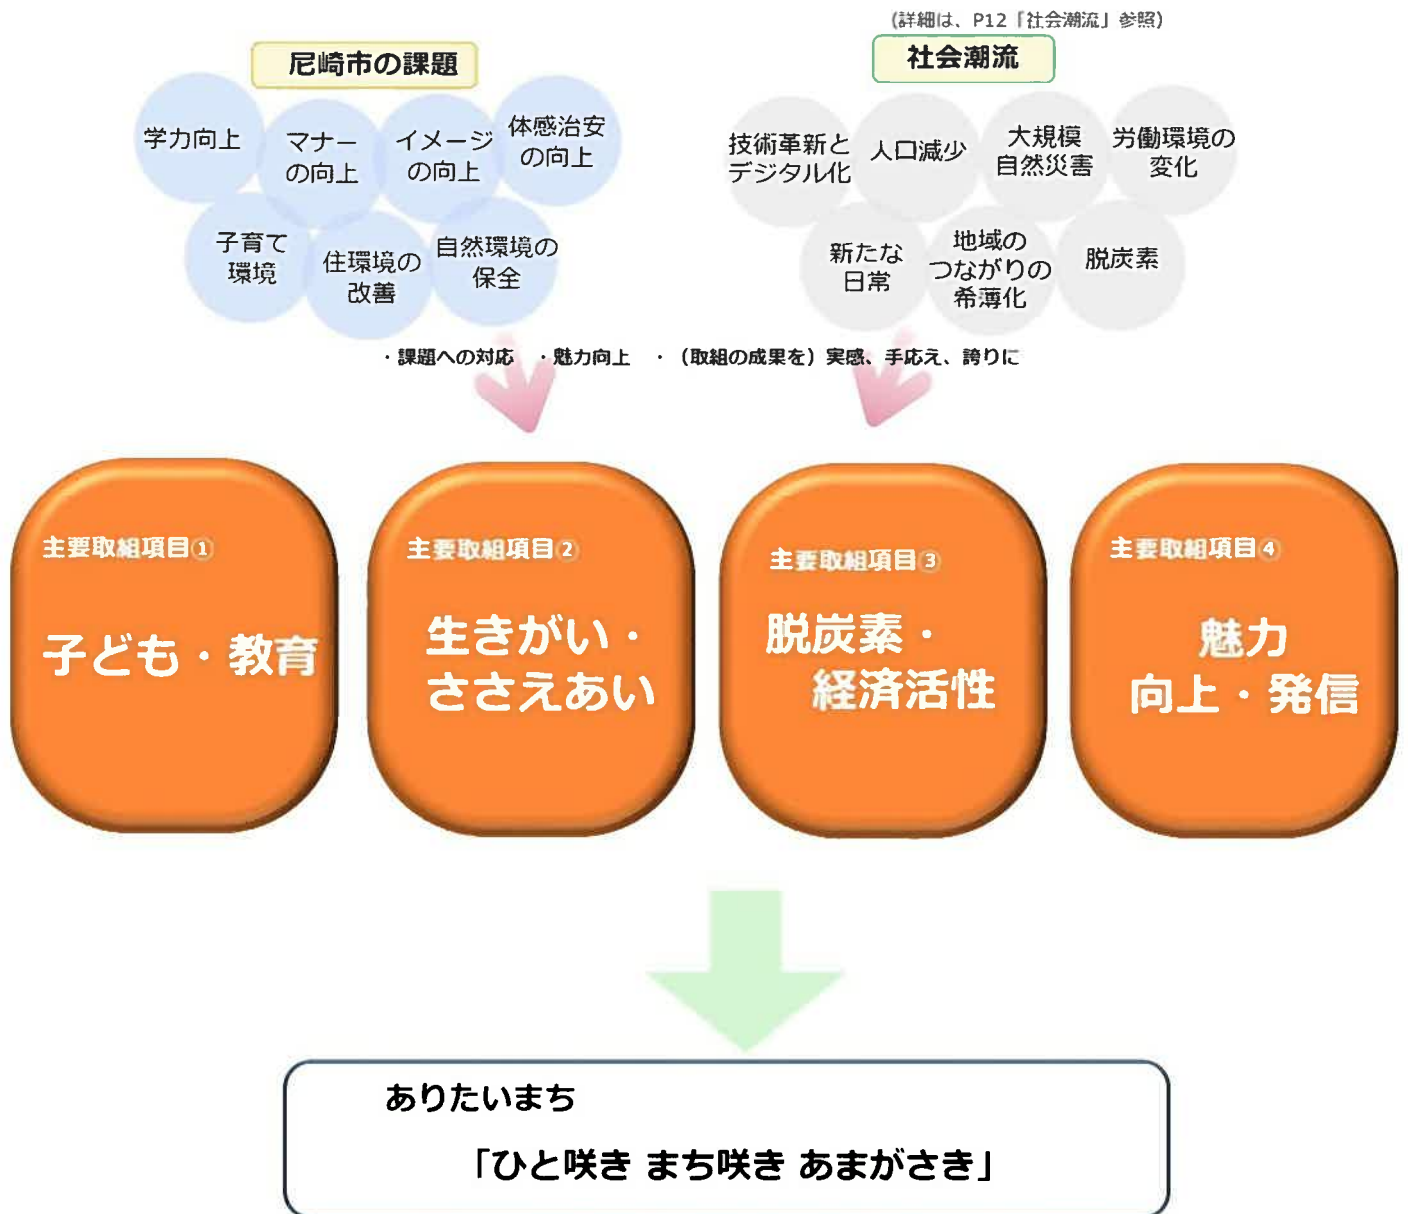 (詳細は、P12「社会潮流」参照)
尼崎市の課題
社会潮流
学力向上
マナー
の向上
イメージ
の向上
体感治安
の向上
子育て
環境
住環境の
改善
自然環境の
保全
技術革新と
デジタル化
人口減少
大規模
自然災害
労働環境の
変化
新たな
日常
地域の
つながりの
希薄化
脱炭素
・課題への対応 ・魅力向上 ・(取組の成果を)実感、手応え、誇りに
主要取組項目①
子ども・教育
主要取組項目②
生きがい・
ささえあい
主要取組項目③
脱炭素・
経済活性
主要取組項目④
魅力
向上・発信
ありたいまち
「ひと咲き まち咲き あまがさき」